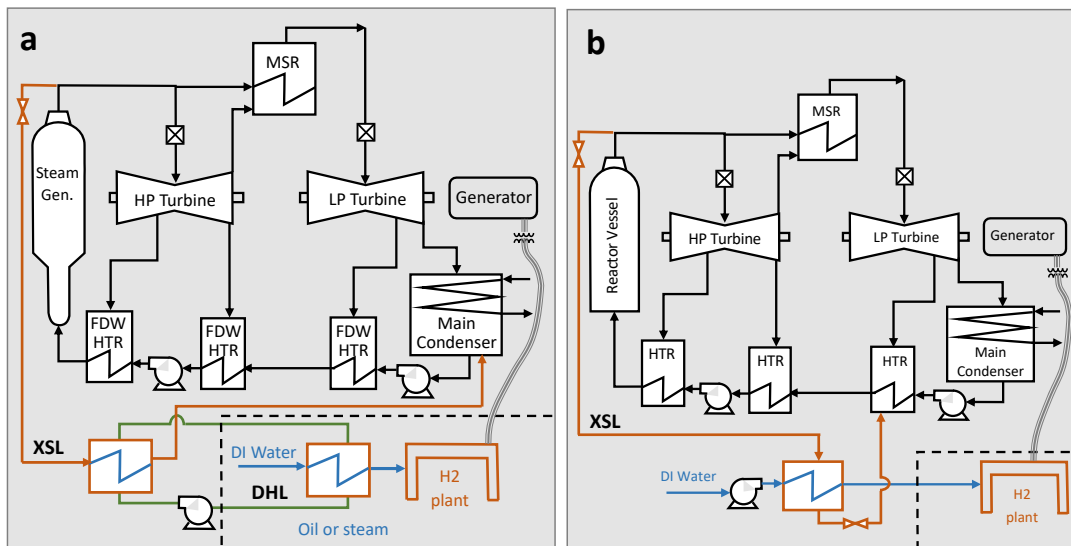 a
MSR
Steam
Gen.
HP Turbine
LP Turbine
Generator
FDW
HTR
FDW
HTR
FDW
HTR
Main
Condenser
XSL
DI Water
DHL
H2
plant
Oil or steam
b
MSR
Reactor Vessel
HP Turbine
LP Turbine
Generator
HTR
HTR
HTR
Main
Condenser
XSL
DI Water
H2
plant